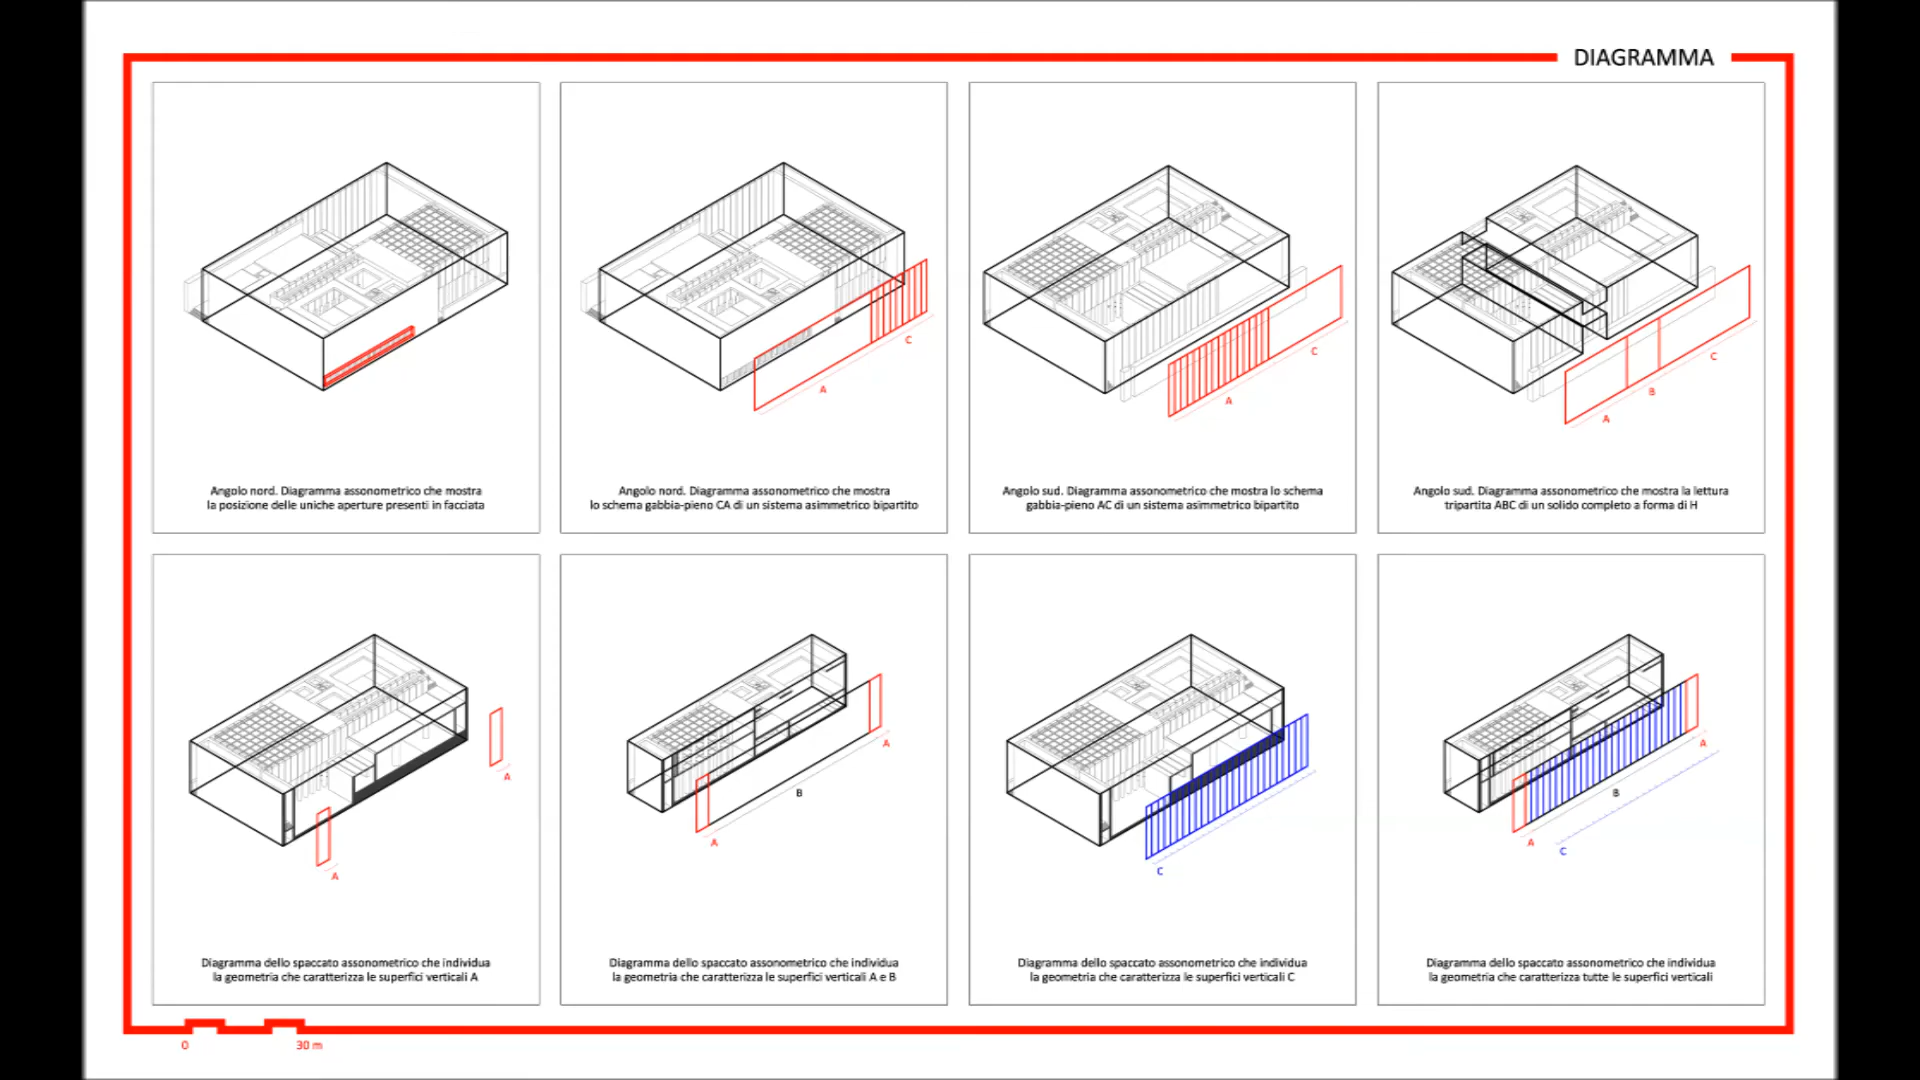 DIAGRAMMA
C
A
C
A
C
B
A
Angolo nord. Diagramma assonometrico che mostra
la posizione delle uniche aperture presenti in facciata
Angolo nord. Diagramma assonometrico che mostra
lo schema gabbia-pieno CA di un sistema asimmetrico bipartito
Angolo sud. Diagramma assonometrico che mostra lo schema
gabbia-pieno AC di un sistema asimmetrico bipartito
Angolo sud. Diagramma assonometrico che mostra la lettura
tripartita ABC di un solido completo a forma di H
A
A
A
B
A
C
A
B
A
C
Diagramma dello spaccato assonometrico che individua
la geometria che caratterizza le superfici verticali A
Diagramma dello spaccato assonometrico che individua
la geometria che caratterizza le superfici verticali A e B
Diagramma dello spaccato assonometrico che individua
la geometria che caratterizza le superfici verticali C
Diagramma dello spaccato assonometrico che individua
la geometria che caratterizza tutte le superfici verticali
0
30 m